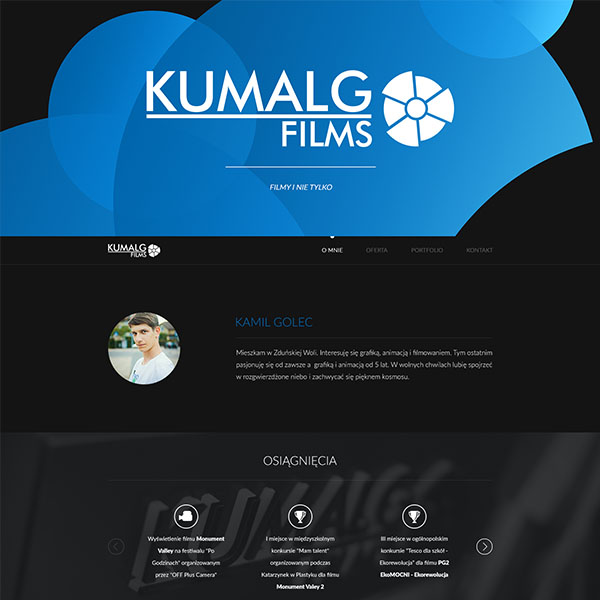 KUMALG
FILMS
FILMY I NIE TYLKO
KUMALG
FILMS
O MNIE
OFERTA
PORTFOLIO
KONTAKT
KAMIL GOLEC
Mieszkam w Zduńskiej Woli. Interesuję się grafiką, animacją i filmowaniem. Tym ostatnim
pasjonuję się od zawsze a grafiką i animacją od 5 lat. W wolnych chwilach lubię spojrzeć
w rozgwierzdżone niebo i zachwycać się pięknem kosmosu.
OSIĄGNIĘCIA
Wyświetlenie filmu Monument
Valley na festiwalu "Po
Godzinach" organizowanym
przez "OFF Plus Camera"
I miejsce w międzyszkolnym
konkursie "Mam talent"
organizowanym podczas
Katarzynek w Plastyku dla filmu
Monument Valey 2
III miejsce w ogólnopolskim
konkursie "Tesco dla szkół -
Ekorewolucja" dla filmu PG2
EkoMOCNI - Ekorewolucja
KUMALG